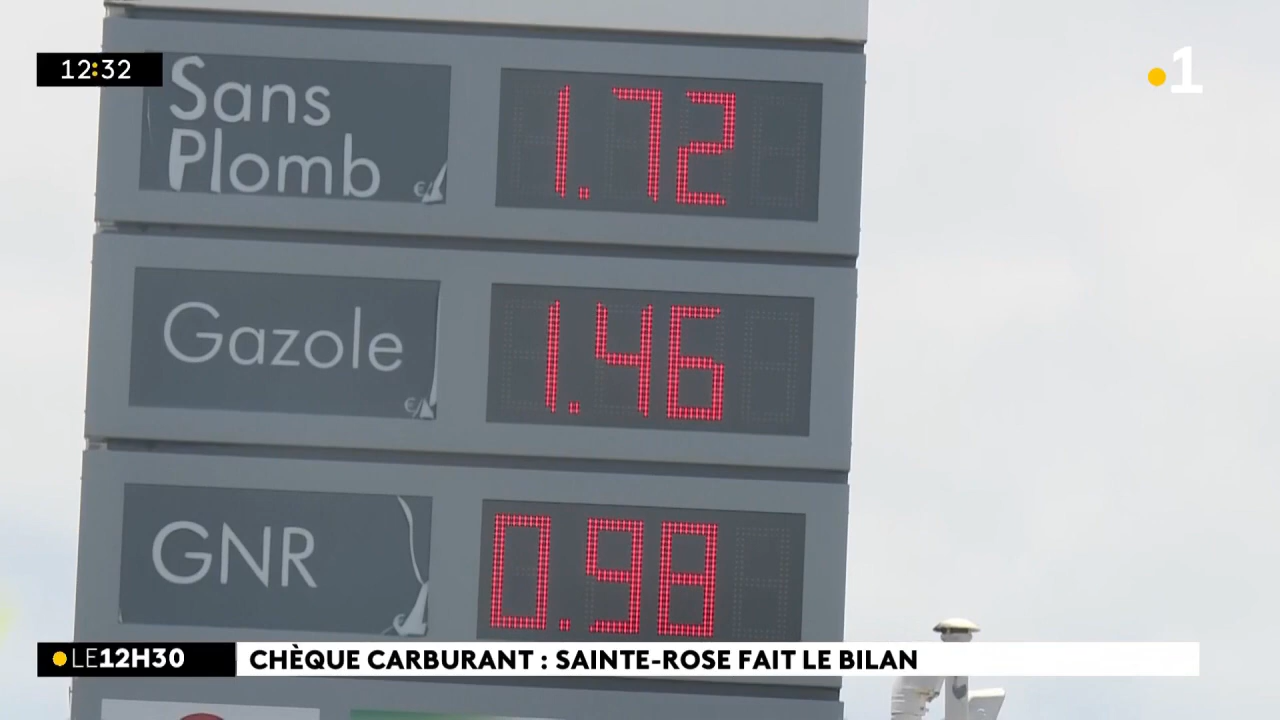 12:32
1
Sans
Plomb
€/
1.72
Gazole
€/
1.46
GNR
€
0.98
LE12H30
CHÈQUE CARBURANT : SAINTE-ROSE FAIT LE BILAN